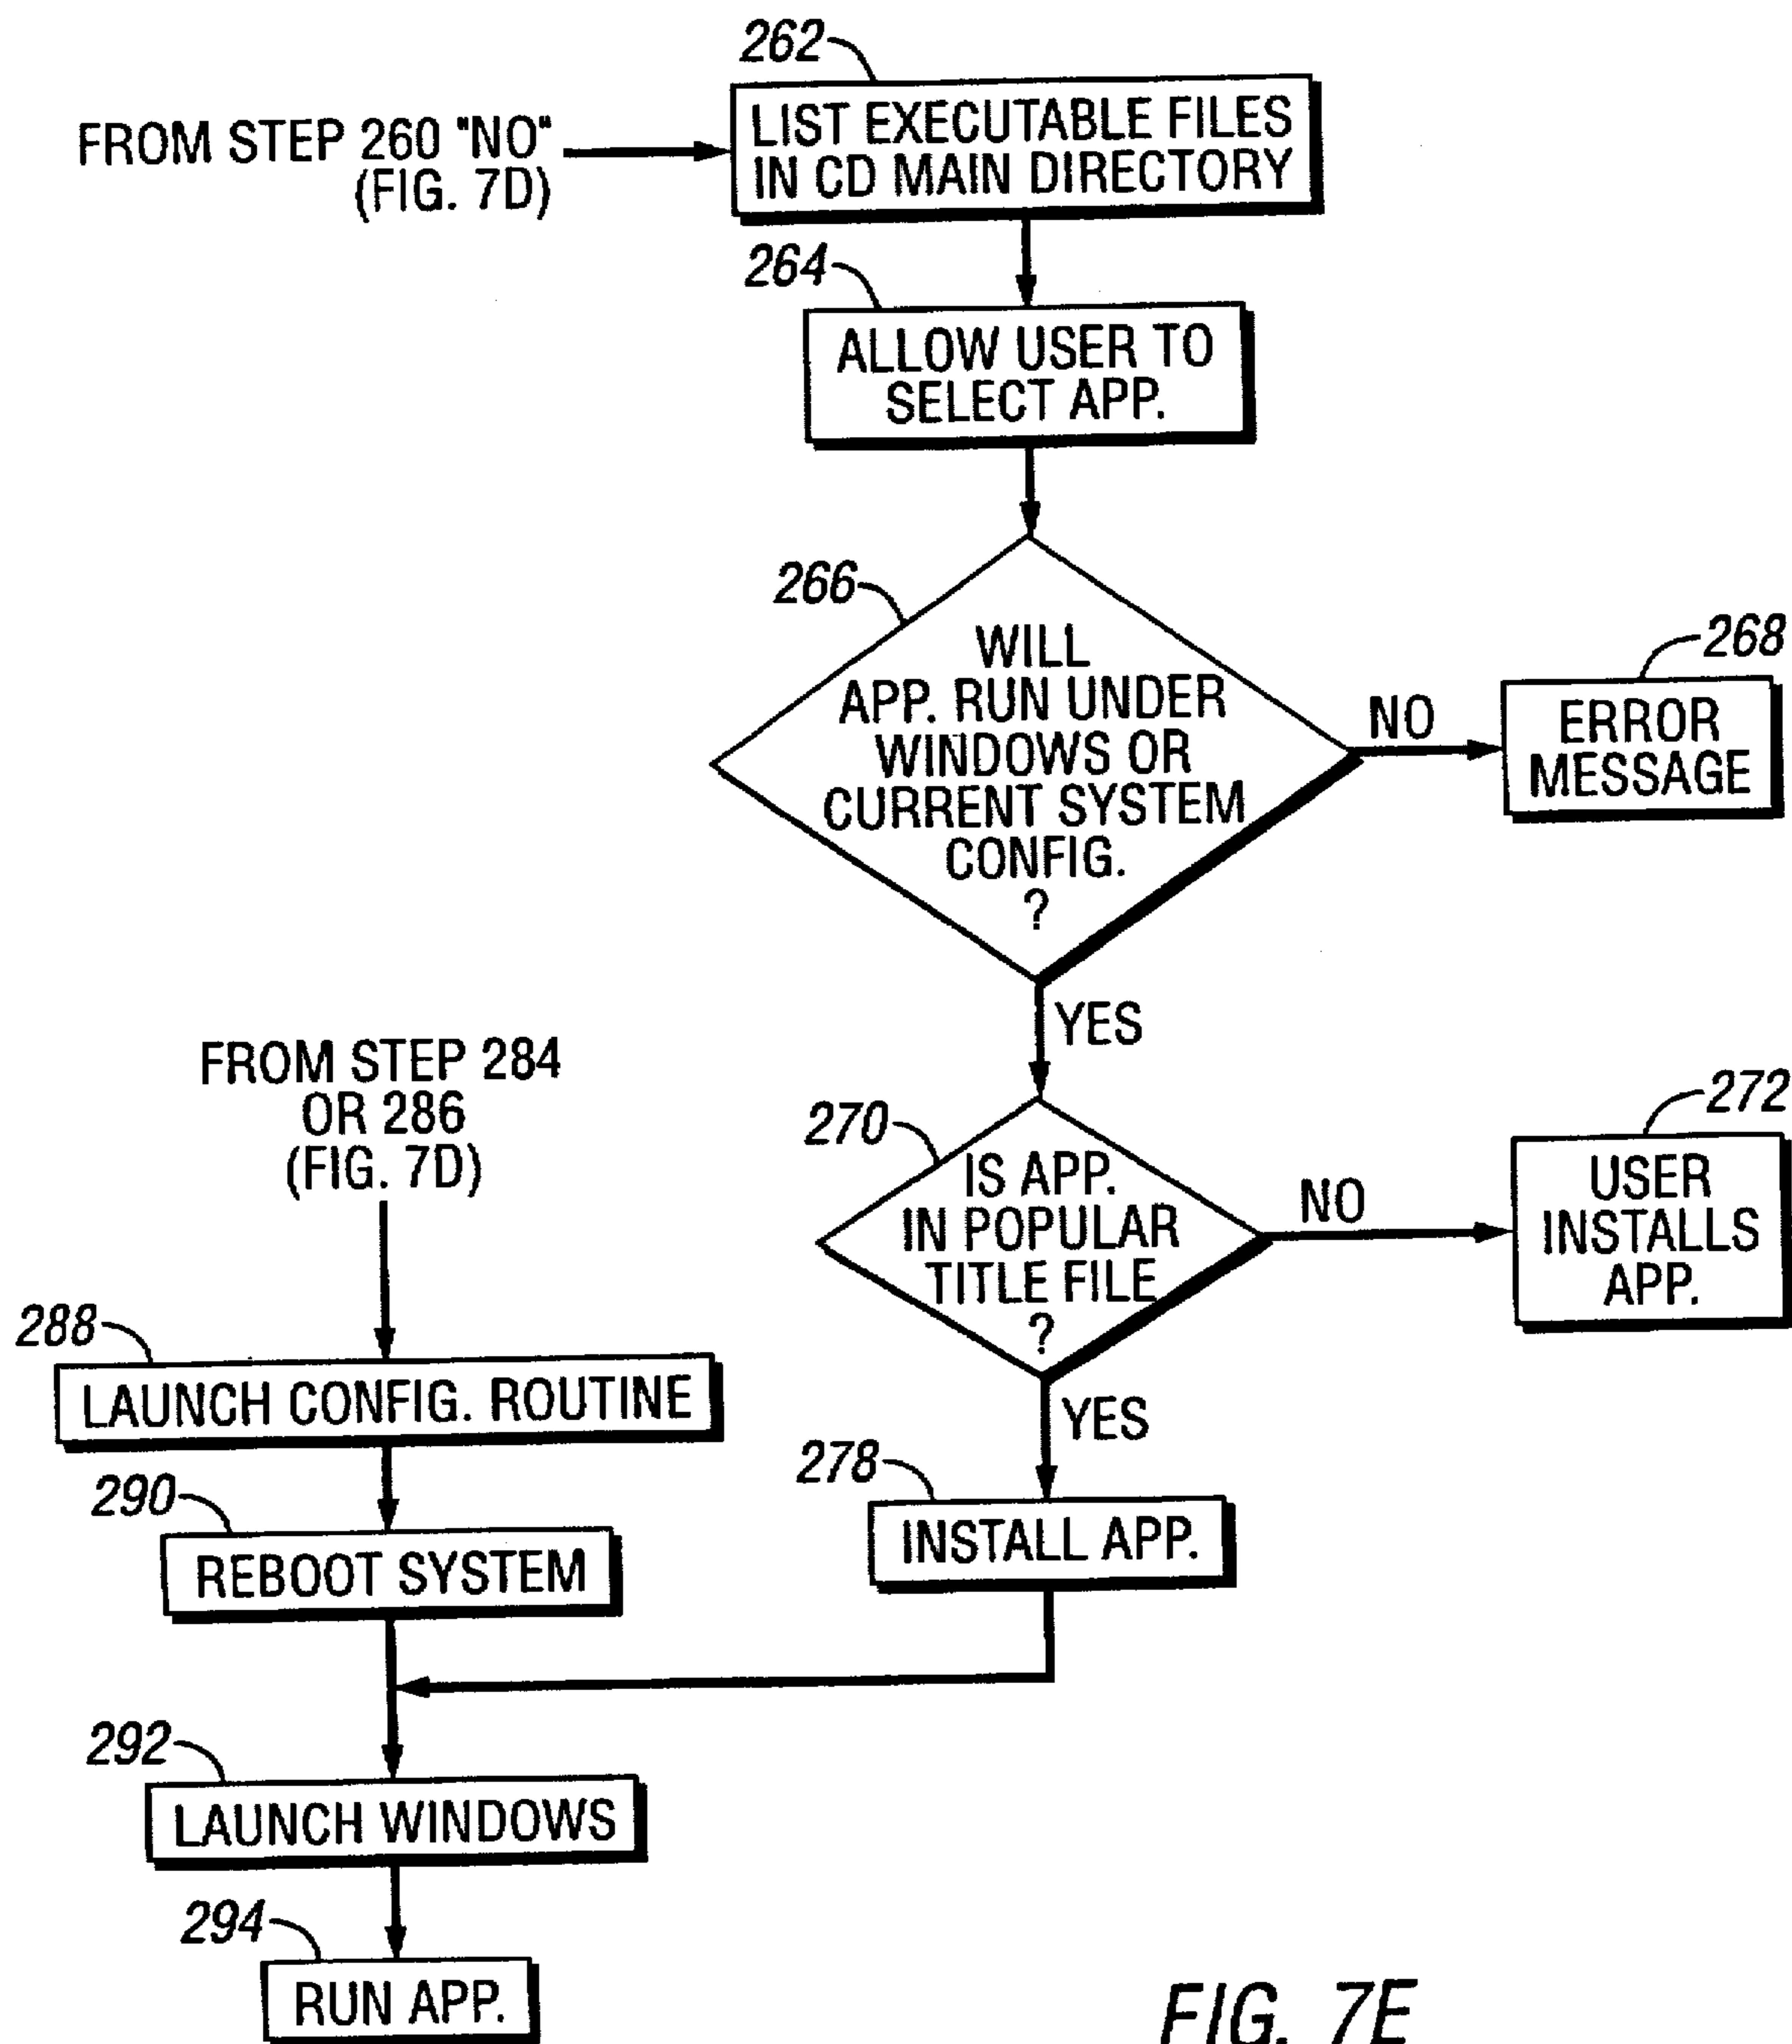 262
FROM STEP 260 "NO"
(FIG. 7D)
LIST EXECUTABLE FILES
IN CD MAIN DIRECTORY
264
ALLOW USER TO
SELECT APP.
266
WILL
APP. RUN UNDER
WINDOWS OR
CURRENT SYSTEM
CONFIG.
?
NO
268
ERROR
MESSAGE
YES
FROM STEP 284
OR 286
(FIG. 7D)
270
IS APP.
IN POPULAR
TITLE FILE
?
NO
272
USER
INSTALLS
APP.
YES
288
LAUNCH CONFIG. ROUTINE
278
INSTALL APP.
290
REBOOT SYSTEM
292
LAUNCH WINDOWS
294
RUN APP.
FIG. 7E